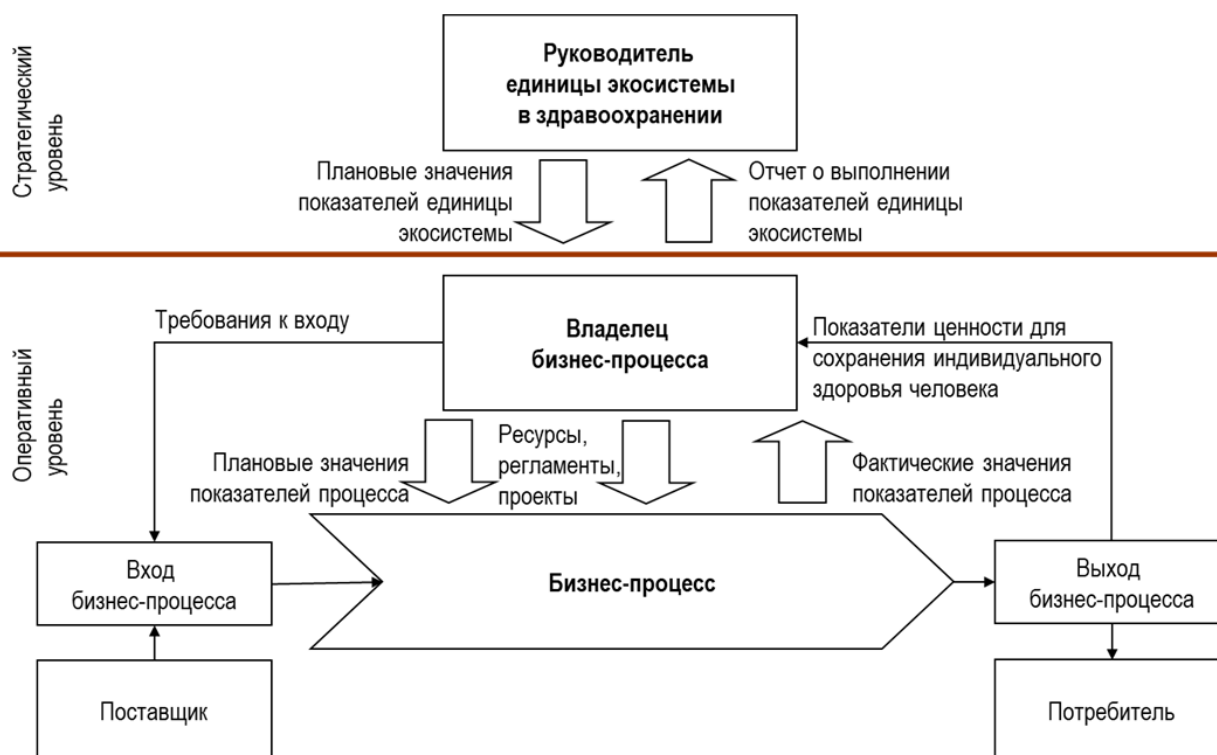 Стратегический
уровень
Руководитель
единицы экосистемы
в здравоохранении
Плановые значения
показателей единицы
экосистемы
Отчет о выполнении
показателей единицы
экосистемы
Оперативный
уровень
Требования к входу
Владелец
бизнес-процесса
Показатели ценности для
сохранения индивидуального
здоровья человека
Плановые значения
показателей процесса
Ресурсы,
регламенты,
проекты
Фактические значения
показателей процесса
Вход
бизнес-процесса
Бизнес-процесс
Выход
бизнес-процесса
Поставщик
Потребитель